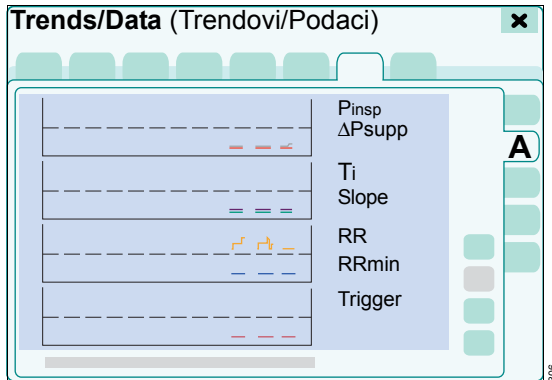 Trends/Data (Trendovi/Podaci)
Pinsp
ΔPsupp
A
Ti
Slope
RR
RRmin
Trigger